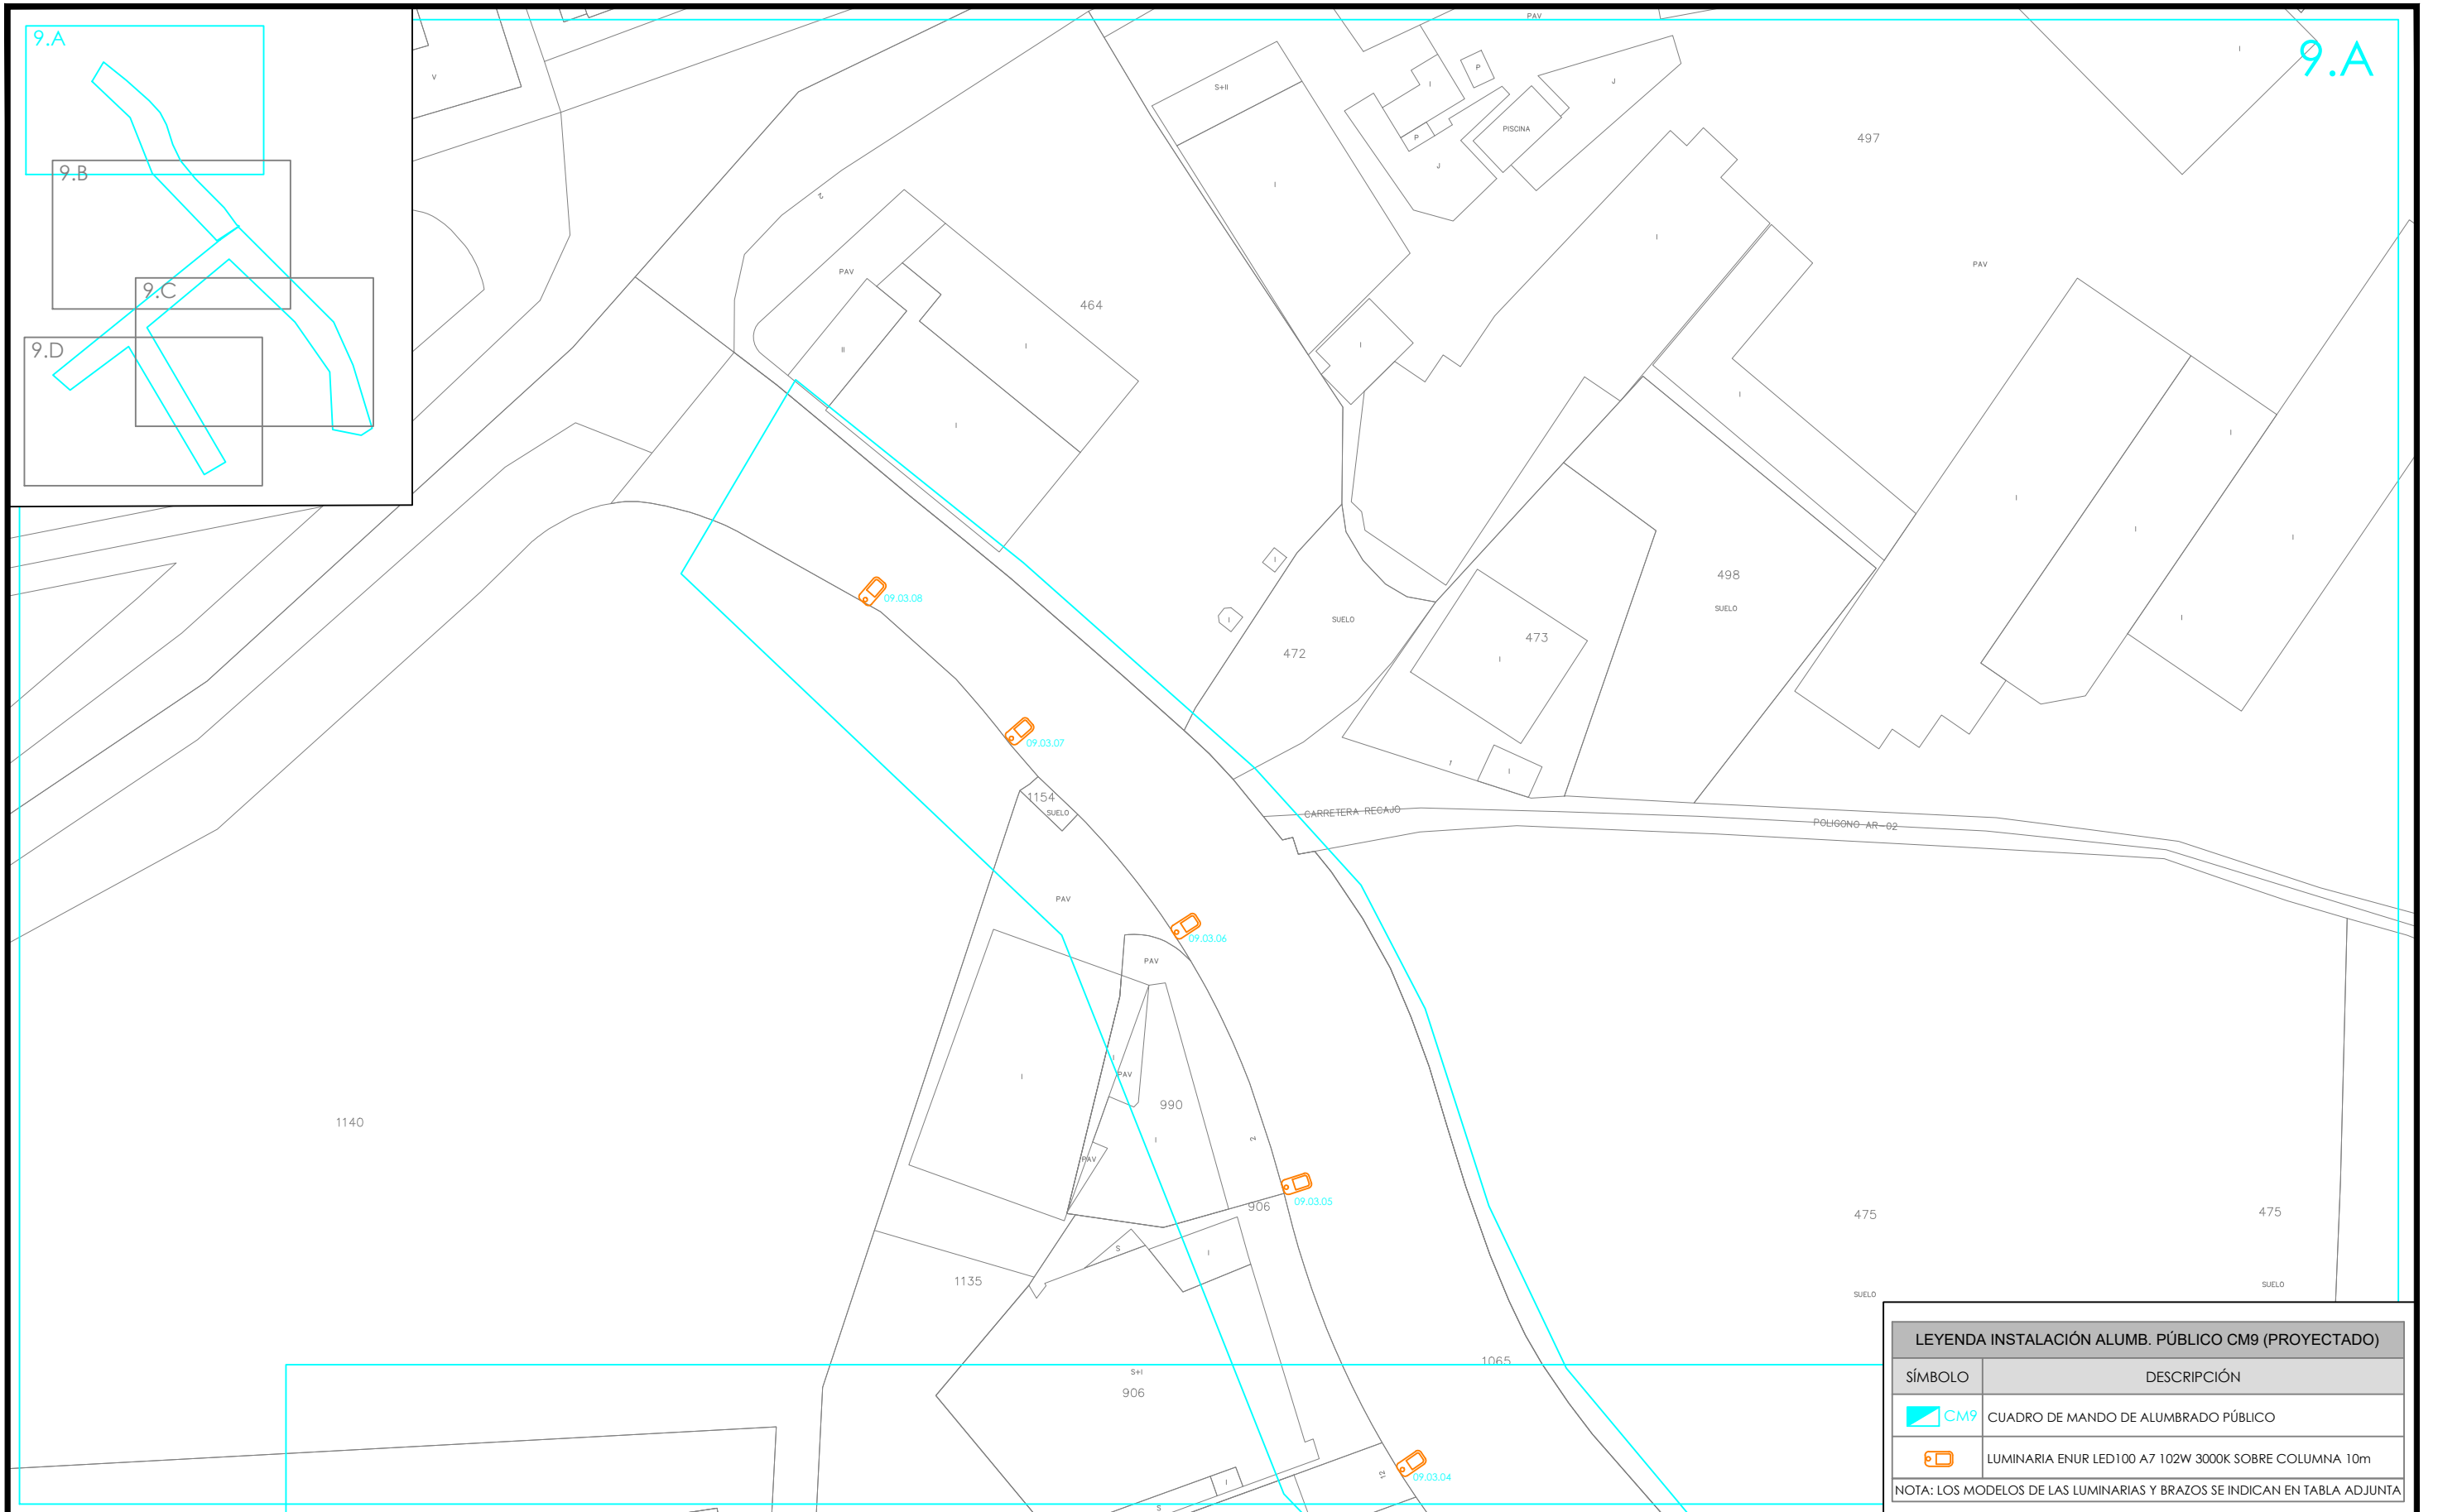 9.A
9.B
9.C
9.D
9.A
V
PAV
S+II
I
P
I
P
J
PISCINA
J
497
I
I
PAV
2
PAV
464
II
I
I
I
I
I
I
I
I
I
I
498
SUELO
I
I
SUELO
472
473
I
I
09.03.08
09.03.07
1154
SUELO
CARRETERA RECAJO
POLIGONO AR-02
PAV
09.03.06
PAV
I
I
PAV
990
1140
I
2
PAV
09.03.05
906
475
475
S
I
1135
SUELO
SUELO
1065
S+I
906
I
S
12
09.03.04
LEYENDA INSTALACIÓN ALUMB. PÚBLICO CM9 (PROYECTADO)
SÍMBOLO DESCRIPCIÓN
CM9 CUADRO DE MANDO DE ALUMBRADO PÚBLICO
LUMINARIA ENUR LED100 A7 102W 3000K SOBRE COLUMNA 10m
NOTA: LOS MODELOS DE LAS LUMINARIAS Y BRAZOS SE INDICAN EN TABLA ADJUNTA